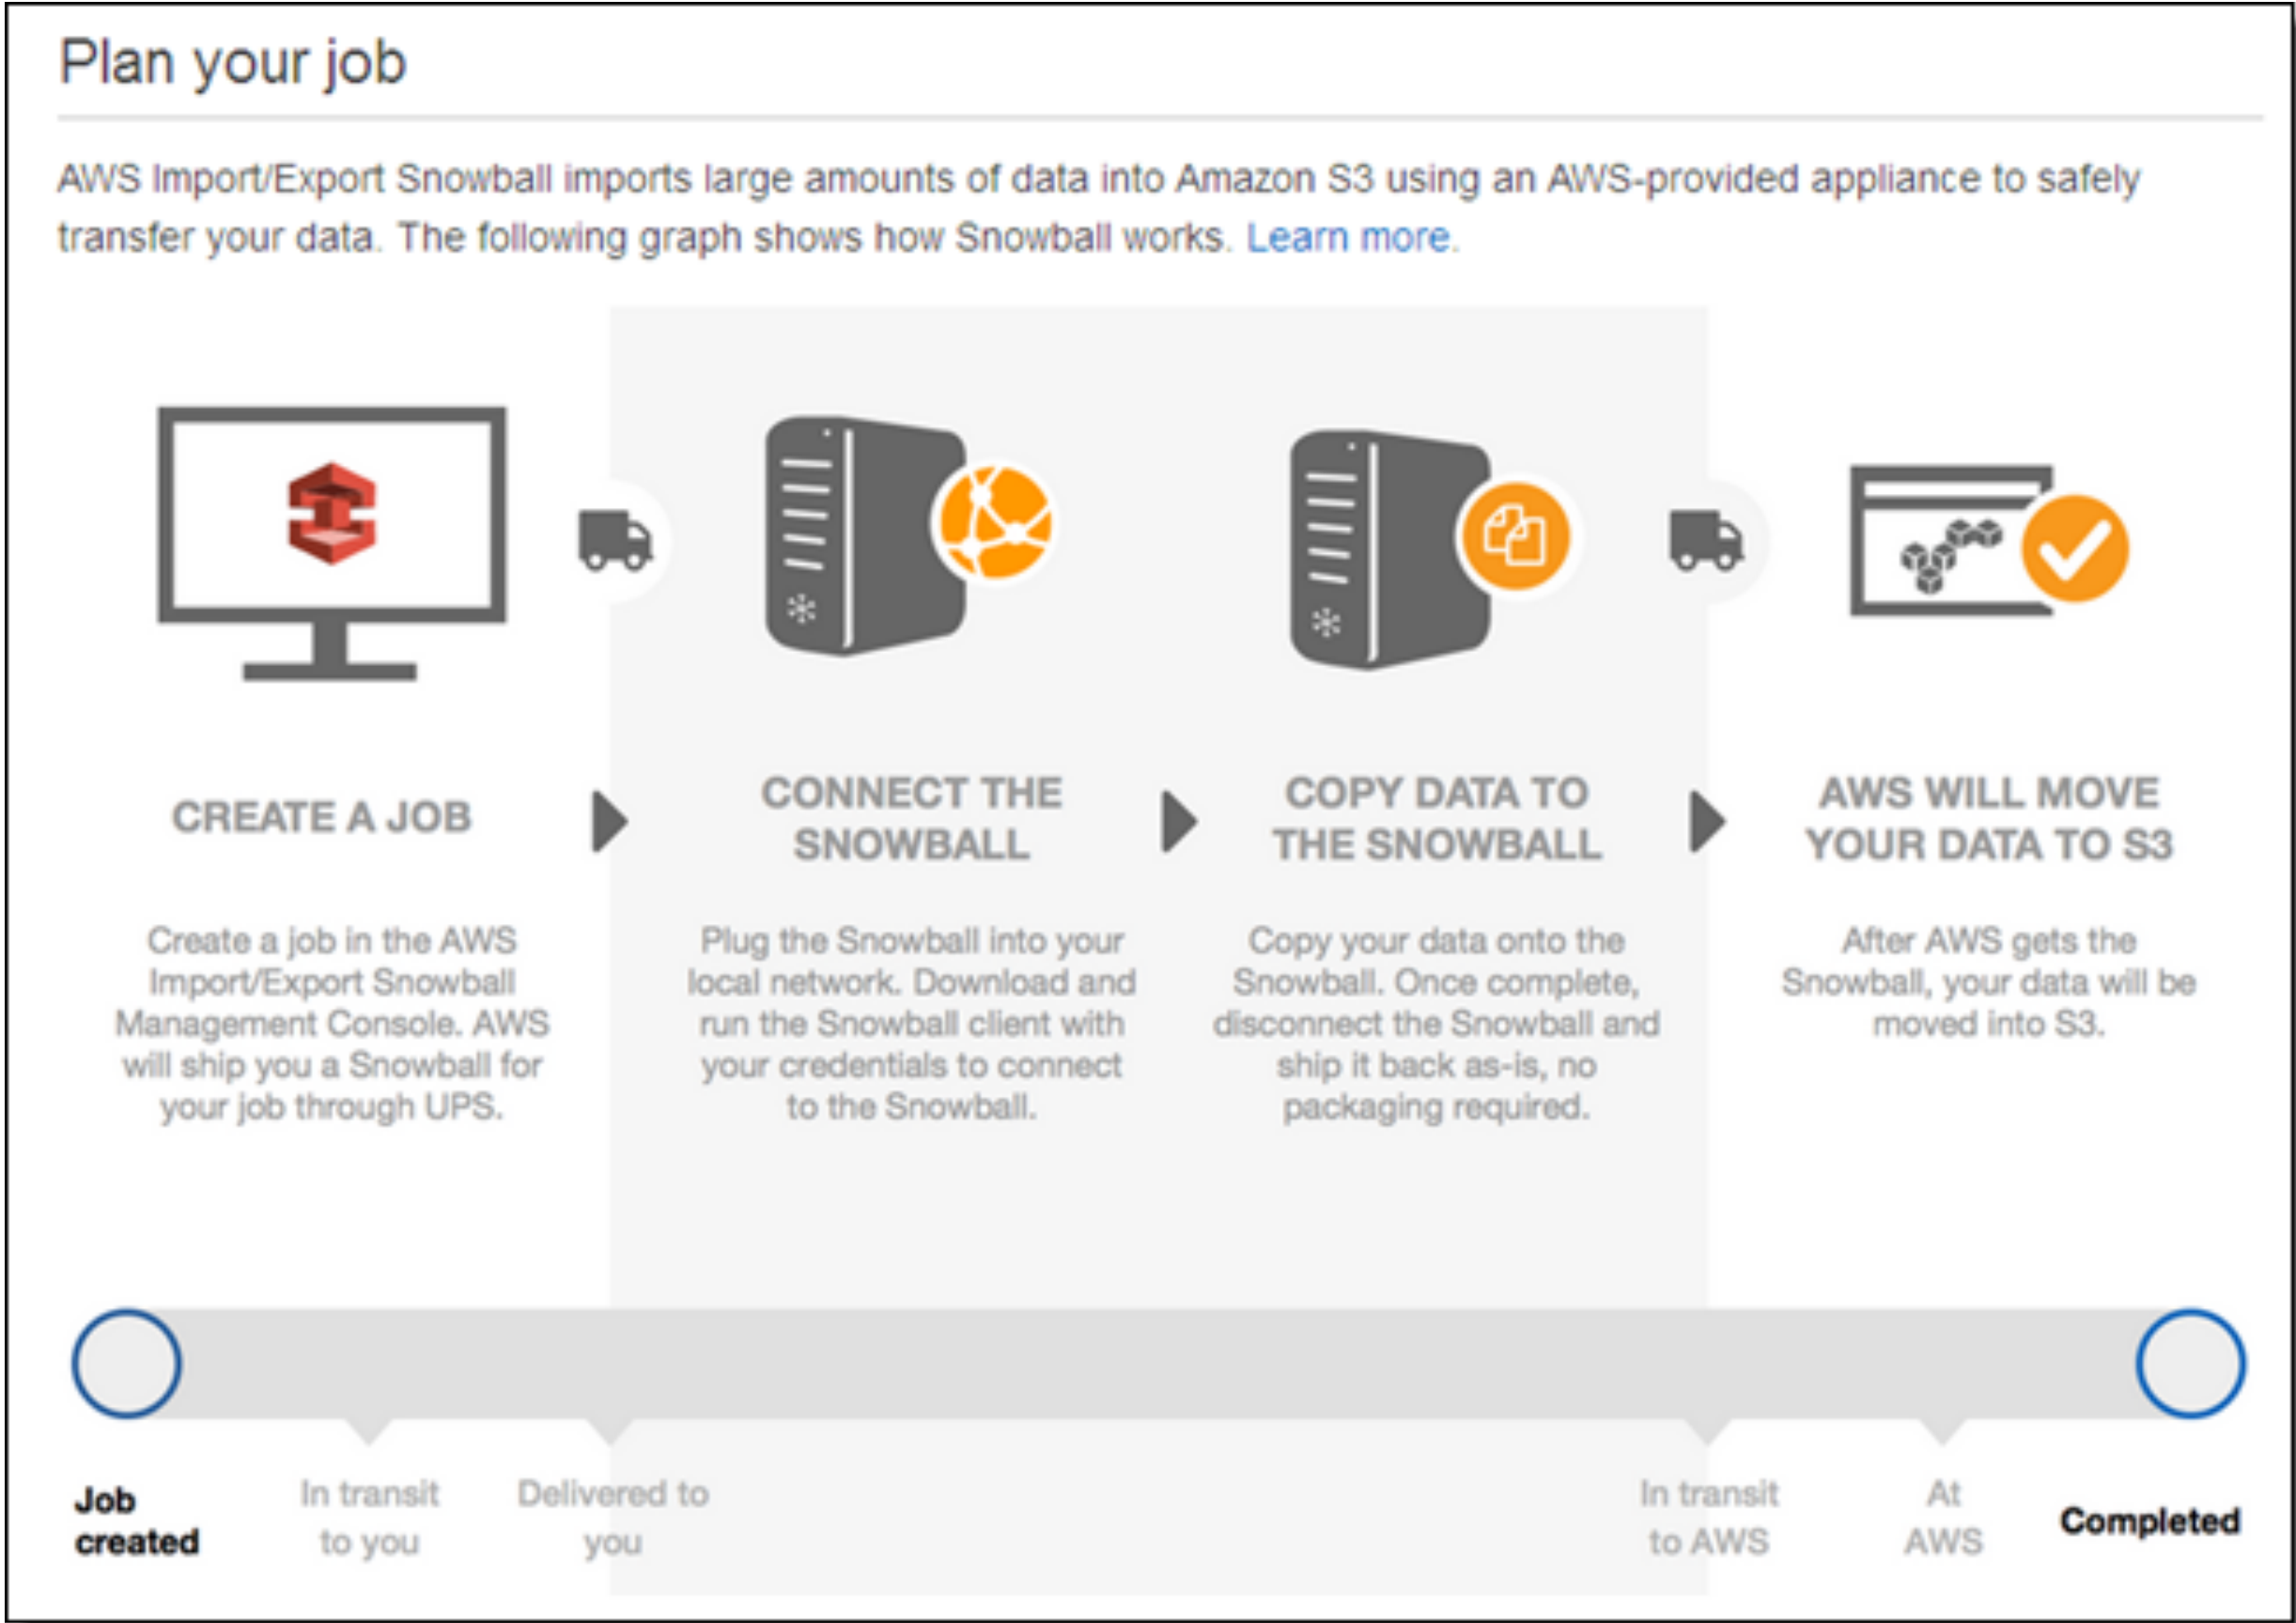 Plan your job
AWS Import/Export Snowball imports large amounts of data into Amazon S3 using an AWS-provided appliance to safely
transfer your data. The following graph shows how Snowball works. Learn more.
CREATE A JOB
Create a job in the AWS
Import/Export Snowball
Management Console. AWS
will ship you a Snowball for
your job through UPS.
CONNECT THE
SNOWBALL
Plug the Snowball into your
local network. Download and
run the Snowball client with
your credentials to connect
to the Snowball.
COPY DATA TO
THE SNOWBALL
Copy your data onto the
Snowball. Once complete,
disconnect the Snowball and
ship it back as-is, no
packaging required.
AWS WILL MOVE
YOUR DATA TO S3
After AWS gets the
Snowball, your data will be
moved into S3.
Job
created
In transit
to you
Delivered to
you
In transit
to AWS
At
AWS
Completed